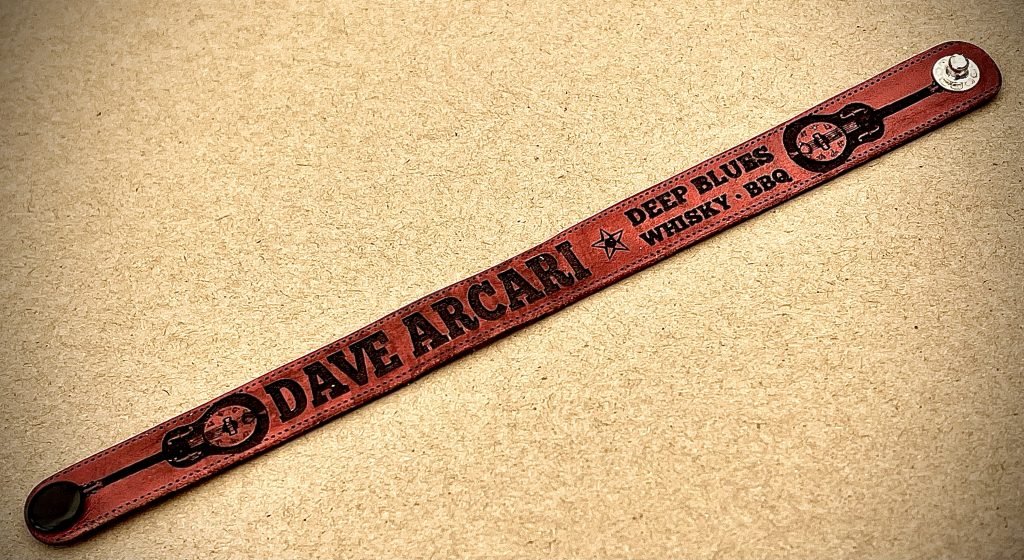 DAVE ARCARI
DEEP BLUES
WHISKY · BBQ